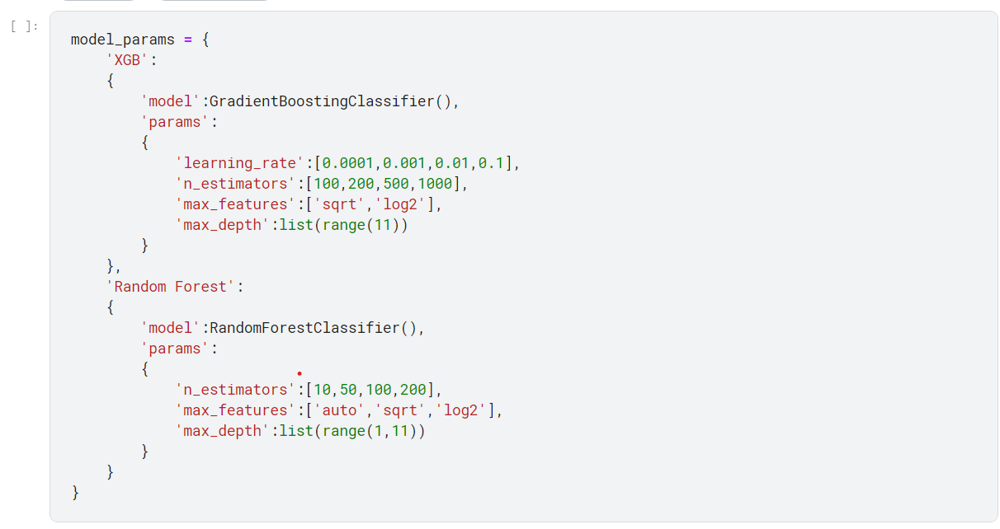 [ ]:
model_params = {
    'XGB':
    {
        'model':GradientBoostingClassifier(),
        'params':
        {
            'learning_rate':[0.0001,0.001,0.01,0.1],
            'n_estimators':[100,200,500,1000],
            'max_features':['sqrt','log2'],
            'max_depth':list(range(11))
        }
    },
    'Random Forest':
    {
        'model':RandomForestClassifier(),
        'params':
        {
            'n_estimators':[10,50,100,200],
            'max_features':['auto','sqrt','log2'],
            'max_depth':list(range(1,11))
        }
    }
}